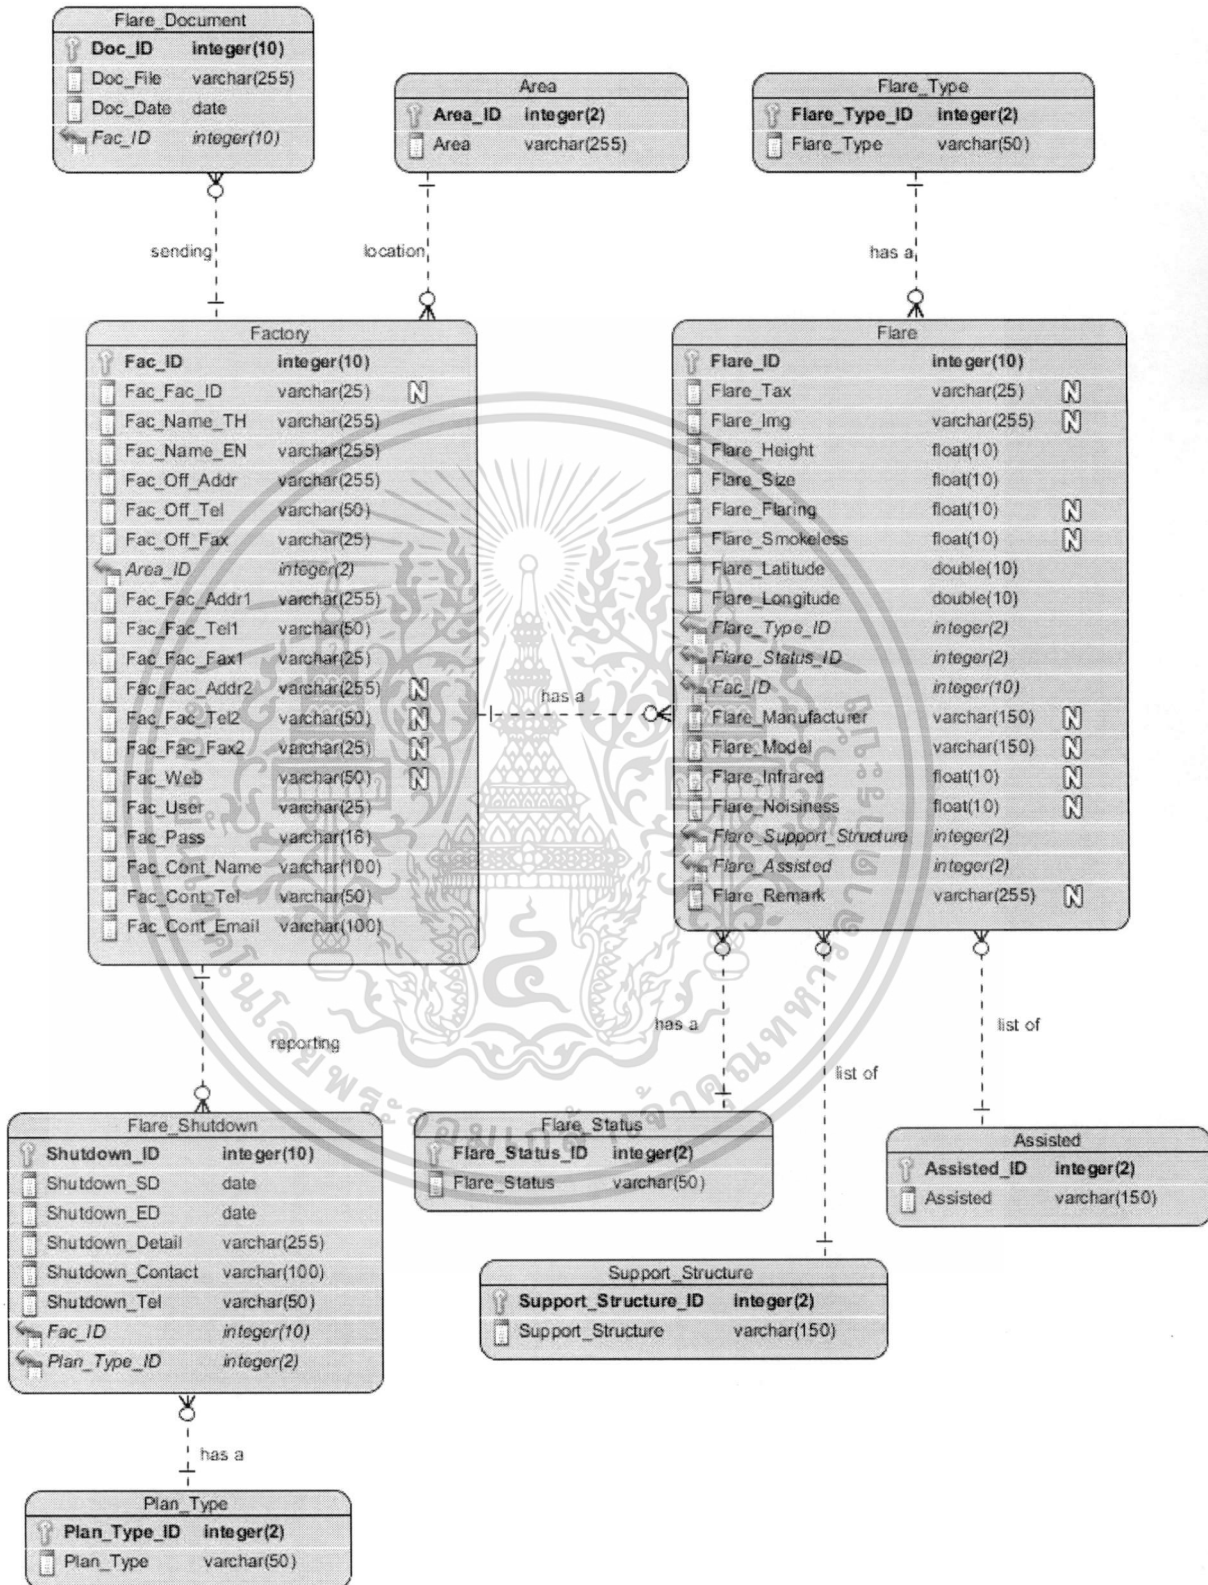 Flare_Document
Doc_ID integer(10)
Doc_File varchar(255)
Doc_Date date
Fac_ID integer(10)
Area
Area_ID integer(2)
Area varchar(255)
Flare_Type
Flare_Type_ID integer(2)
Flare_Type varchar(50)
sending
location
has a
Factory
Fac_ID integer(10)
Fac_Fac_ID varchar(25) N
Fac_Name_TH varchar(255)
Fac_Name_EN varchar(255)
Fac_Off_Addr varchar(255)
Fac_Off_Tel varchar(50)
Fac_Off_Fax varchar(25)
Area_ID integer(2)
Fac_Fac_Addr1 varchar(255)
Fac_Fac_Tel1 varchar(50)
Fac_Fac_Fax1 varchar(25)
Fac_Fac_Addr2 varchar(255) N
Fac_Fac_Tel2 varchar(50) N
Fac_Fac_Fax2 varchar(25) N
Fac_Web varchar(50) N
Fac_User varchar(25)
Fac_Pass varchar(16)
Fac_Cont_Name varchar(100)
Fac_Cont_Tel varchar(50)
Fac_Cont_Email varchar(100)
has a
Flare
Flare_ID integer(10)
Flare_Tax varchar(25) N
Flare_Img varchar(255) N
Flare_Height float(10)
Flare_Size float(10)
Flare_Flaring float(10) N
Flare_Smokeless float(10) N
Flare_Latitude double(10)
Flare_Longitude double(10)
Flare_Type_ID integer(2)
Flare_Status_ID integer(2)
Fac_ID integer(10)
Flare_Manufacturer varchar(150) N
Flare_Model varchar(150) N
Flare_Infrared float(10) N
Flare_Noisiness float(10) N
Flare_Support_Structure integer(2)
Flare_Assisted integer(2)
Flare_Remark varchar(255) N
reporting
has a
list of
list of
Flare_Shutdown
Shutdown_ID integer(10)
Shutdown_SD date
Shutdown_ED date
Shutdown_Detail varchar(255)
Shutdown_Contact varchar(100)
Shutdown_Tel varchar(50)
Fac_ID integer(10)
Plan_Type_ID integer(2)
Flare_Status
Flare_Status_ID integer(2)
Flare_Status varchar(50)
Assisted
Assisted_ID integer(2)
Assisted varchar(150)
Support_Structure
Support_Structure_ID integer(2)
Support_Structure varchar(150)
has a
Plan_Type
Plan_Type_ID integer(2)
Plan_Type varchar(50)